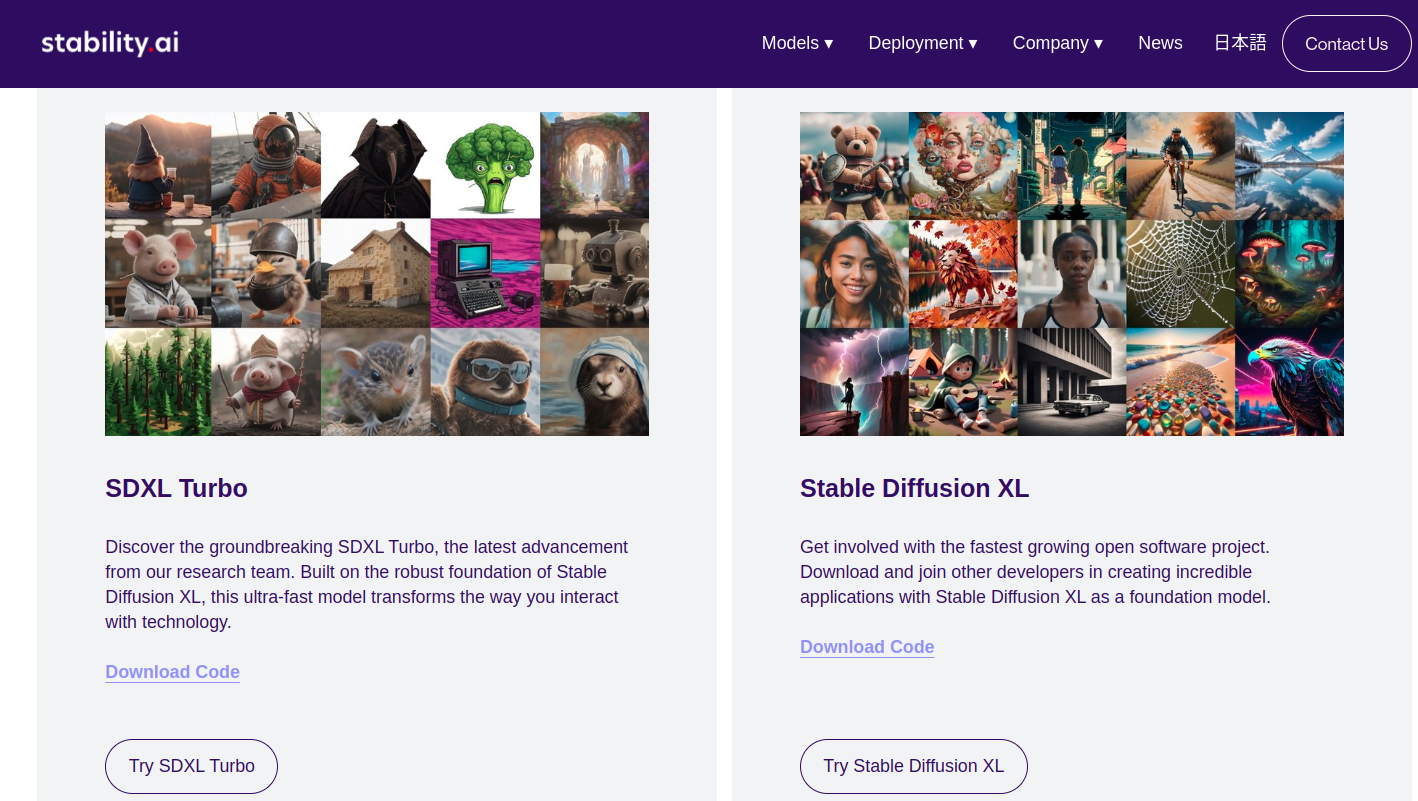 stability.ai
Models ▾
Deployment ▾
Company ▾
News
日本語
Contact Us
SDXL Turbo
Discover the groundbreaking SDXL Turbo, the latest advancement
from our research team. Built on the robust foundation of Stable
Diffusion XL, this ultra-fast model transforms the way you interact
with technology.
Download Code
Try SDXL Turbo
Stable Diffusion XL
Get involved with the fastest growing open software project.
Download and join other developers in creating incredible
applications with Stable Diffusion XL as a foundation model.
Download Code
Try Stable Diffusion XL